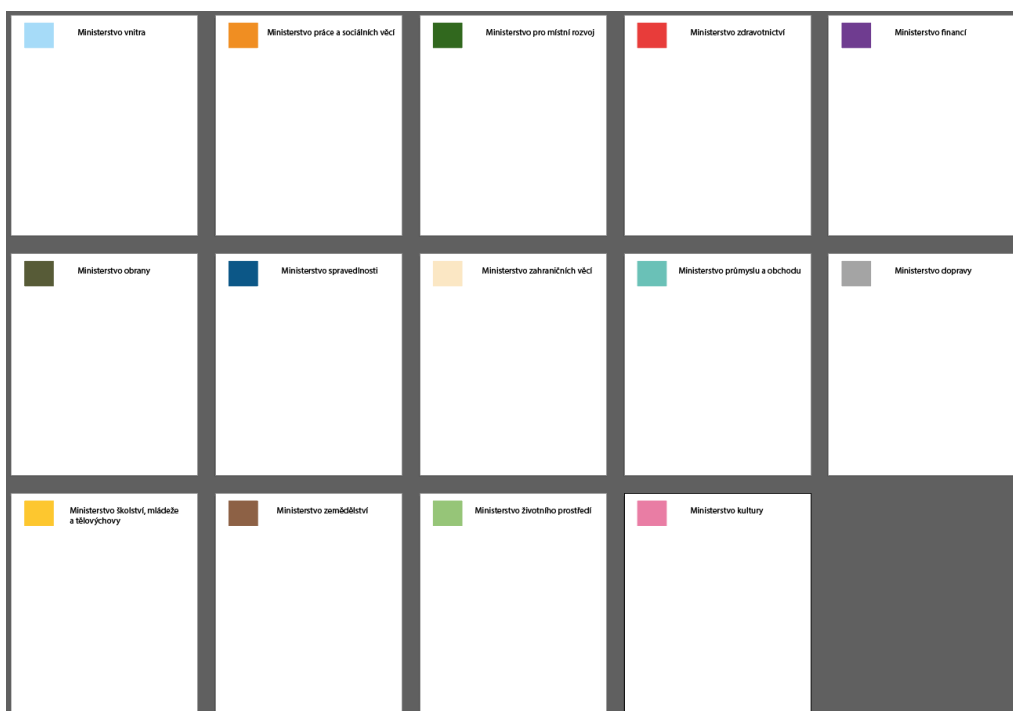 Ministerstvo vnitra
Ministerstvo práce a sociálních věcí
Ministerstvo pro místní rozvoj
Ministerstvo zdravotnictví
Ministerstvo financí
Ministerstvo obrany
Ministerstvo spravedlnosti
Ministerstvo zahraničních věcí
Ministerstvo průmyslu a obchodu
Ministerstvo dopravy
Ministerstvo školství, mládeže
a tělovýchovy
Ministerstvo zemědělství
Ministerstvo životního prostředí
Ministerstvo kultury